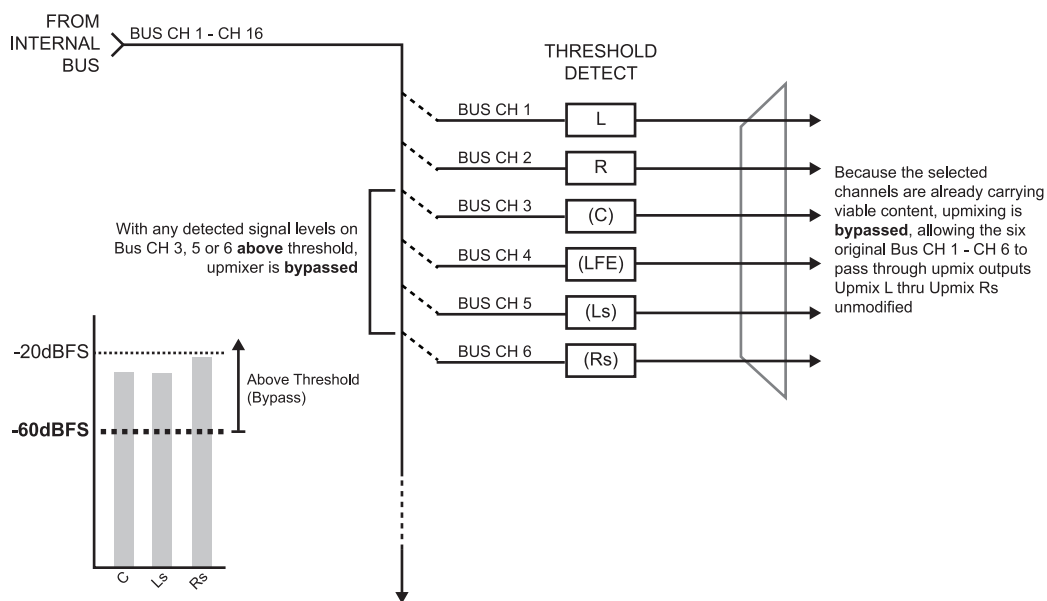 FROM
INTERNAL
BUS
BUS CH 1 - CH 16
THRESHOLD
DETECT
BUS CH 1
L
BUS CH 2
R
BUS CH 3
(C)
BUS CH 4
(LFE)
BUS CH 5
(Ls)
BUS CH 6
(Rs)
With any detected signal levels on
Bus CH 3, 5 or 6 above threshold,
upmixer is bypassed
Because the selected
channels are already carrying
viable content, upmixing is
bypassed, allowing the six
original Bus CH 1 - CH 6 to
pass through upmix outputs
Upmix L thru Upmix Rs
unmodified
-20dBFS
Above Threshold
(Bypass)
-60dBFS
C
Ls
Rs